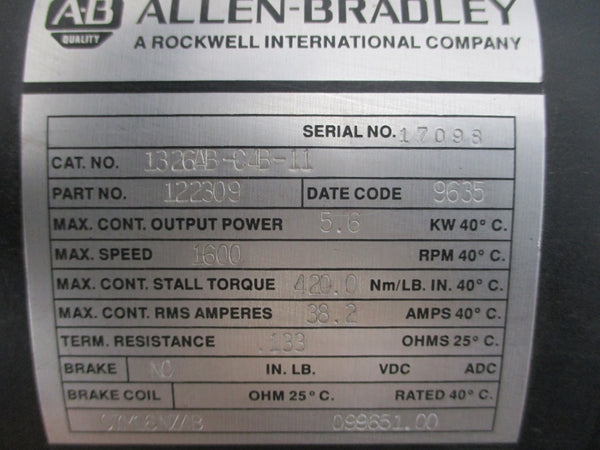 A-B ALLEN-BRADLEY
QUALITY A ROCKWELL INTERNATIONAL COMPANY
SERIAL NO. 17098
CAT. NO. 1326AB-C4B-11
PART NO. 122309 DATE CODE 9635
MAX. CONT. OUTPUT POWER 5.6 KW 40° C.
MAX. SPEED 1600 RPM 40° C.
MAX. CONT. STALL TORQUE 420.0 Nm/LB. IN. 40° C.
MAX. CONT. RMS AMPERES 38.2 AMPS 40° C.
TERM. RESISTANCE .133 OHMS 25° C.
BRAKE NO IN. LB. VDC ADC
BRAKE COIL OHM 25° C. RATED 40° C.
099651.00